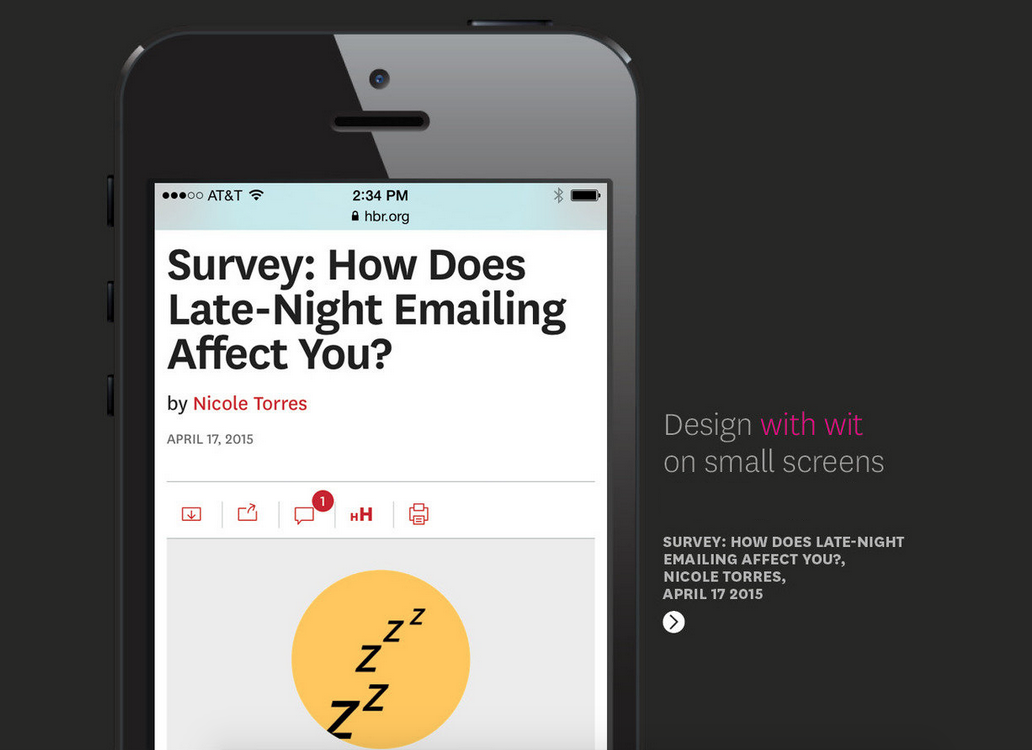 AT&T 2:34 PM
hbr.org
Survey: How Does
Late-Night Emailing
Affect You?
by Nicole Torres
APRIL 17, 2015
1
HH
z
z
z
z
z
Design with wit
on small screens
SURVEY: HOW DOES LATE-NIGHT
EMAILING AFFECT YOU?,
NICOLE TORRES,
APRIL 17 2015